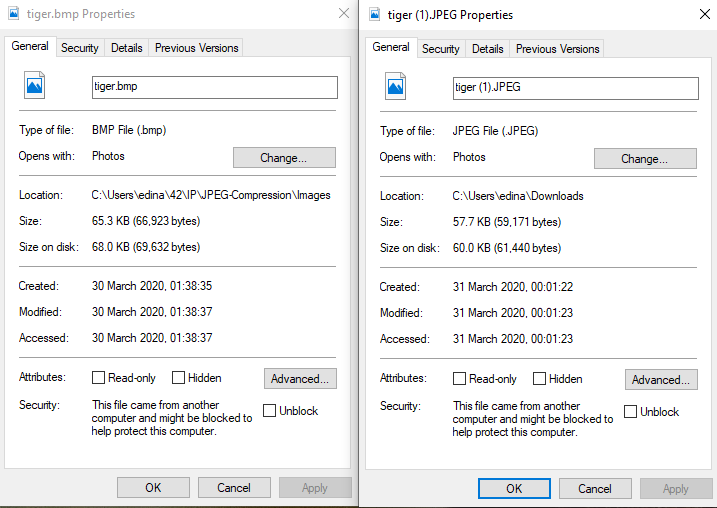 tiger.bmp Properties
General Security Details Previous Versions
tiger.bmp
Type of file: BMP File (.bmp)
Opens with: Photos Change...
Location: C:\Users\edina\42\IP\JPEG-Compression\Images
Size: 65.3 KB (66,923 bytes)
Size on disk: 68.0 KB (69,632 bytes)
Created: 30 March 2020, 01:38:35
Modified: 30 March 2020, 01:38:37
Accessed: 30 March 2020, 01:38:37
Attributes: Read-only Hidden Advanced...
Security: This file came from another
computer and might be blocked to
help protect this computer.
Unblock
OK Cancel Apply
tiger (1).JPEG Properties
General Security Details Previous Versions
tiger (1).JPEG
Type of file: JPEG File (.JPEG)
Opens with: Photos Change...
Location: C:\Users\edina\Downloads
Size: 57.7 KB (59,171 bytes)
Size on disk: 60.0 KB (61,440 bytes)
Created: 31 March 2020, 00:01:22
Modified: 31 March 2020, 00:01:23
Accessed: 31 March 2020, 00:01:23
Attributes: Read-only Hidden Advanced...
Security: This file came from another
computer and might be blocked to
help protect this computer.
Unblock
OK Cancel Apply